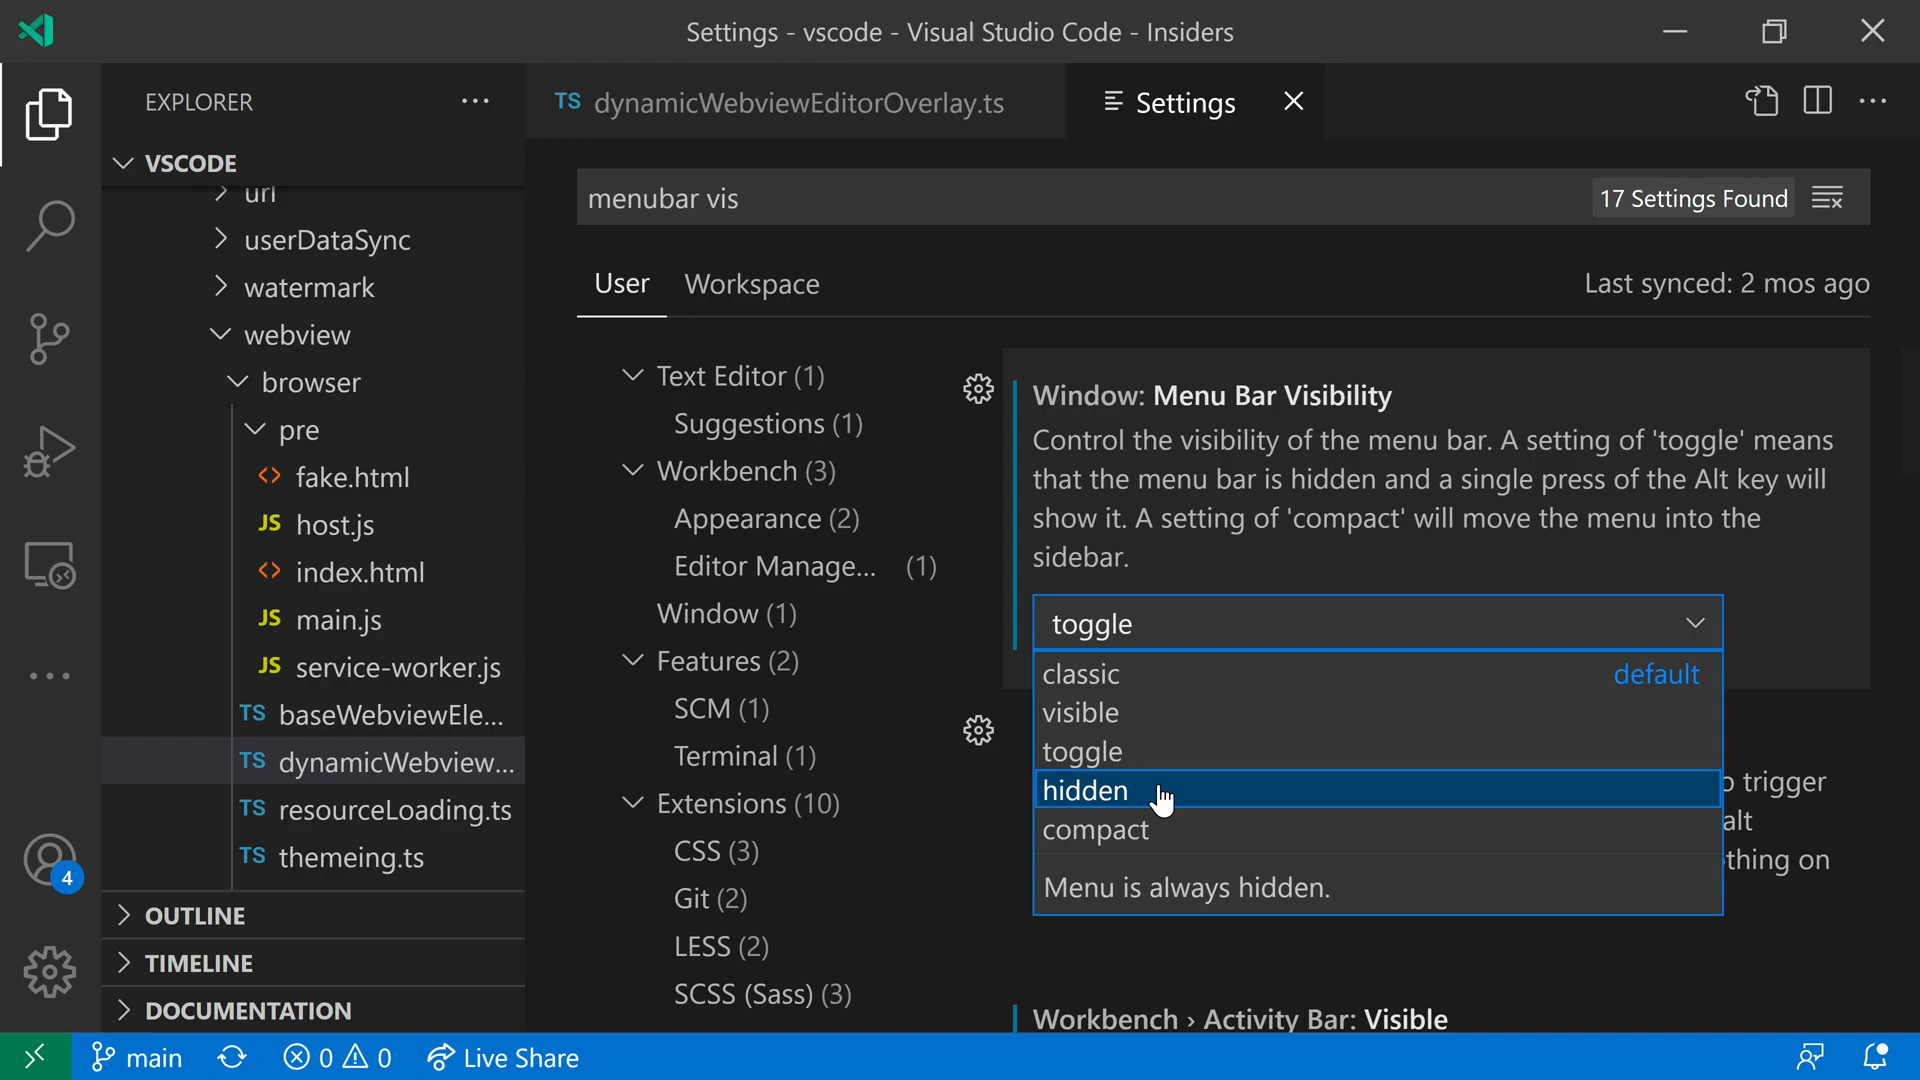 Settings - vscode - Visual Studio Code - Insiders
EXPLORER
VSCODE
url
userDataSync
watermark
webview
browser
pre
fake.html
host.js
index.html
main.js
service-worker.js
baseWebviewEle...
dynamicWebview...
resourceLoading.ts
themeing.ts
OUTLINE
TIMELINE
DOCUMENTATION
JS
JS
JS
TS
TS
TS
TS
4
TS dynamicWebviewEditorOverlay.ts
Settings
menubar vis
17 Settings Found
User
Workspace
Last synced: 2 mos ago
Text Editor (1)
Suggestions (1)
Workbench (3)
Appearance (2)
Editor Manage... (1)
Window (1)
Features (2)
SCM (1)
Terminal (1)
Extensions (10)
CSS (3)
Git (2)
LESS (2)
SCSS (Sass) (3)
Window: Menu Bar Visibility
Control the visibility of the menu bar. A setting of 'toggle' means
that the menu bar is hidden and a single press of the Alt key will
show it. A setting of 'compact' will move the menu into the
sidebar.
toggle
classic default
visible
toggle
hidden
compact
Menu is always hidden.
trigger
alt
thing on
Workbench › Activity Bar: Visible
main
0
0
Live Share